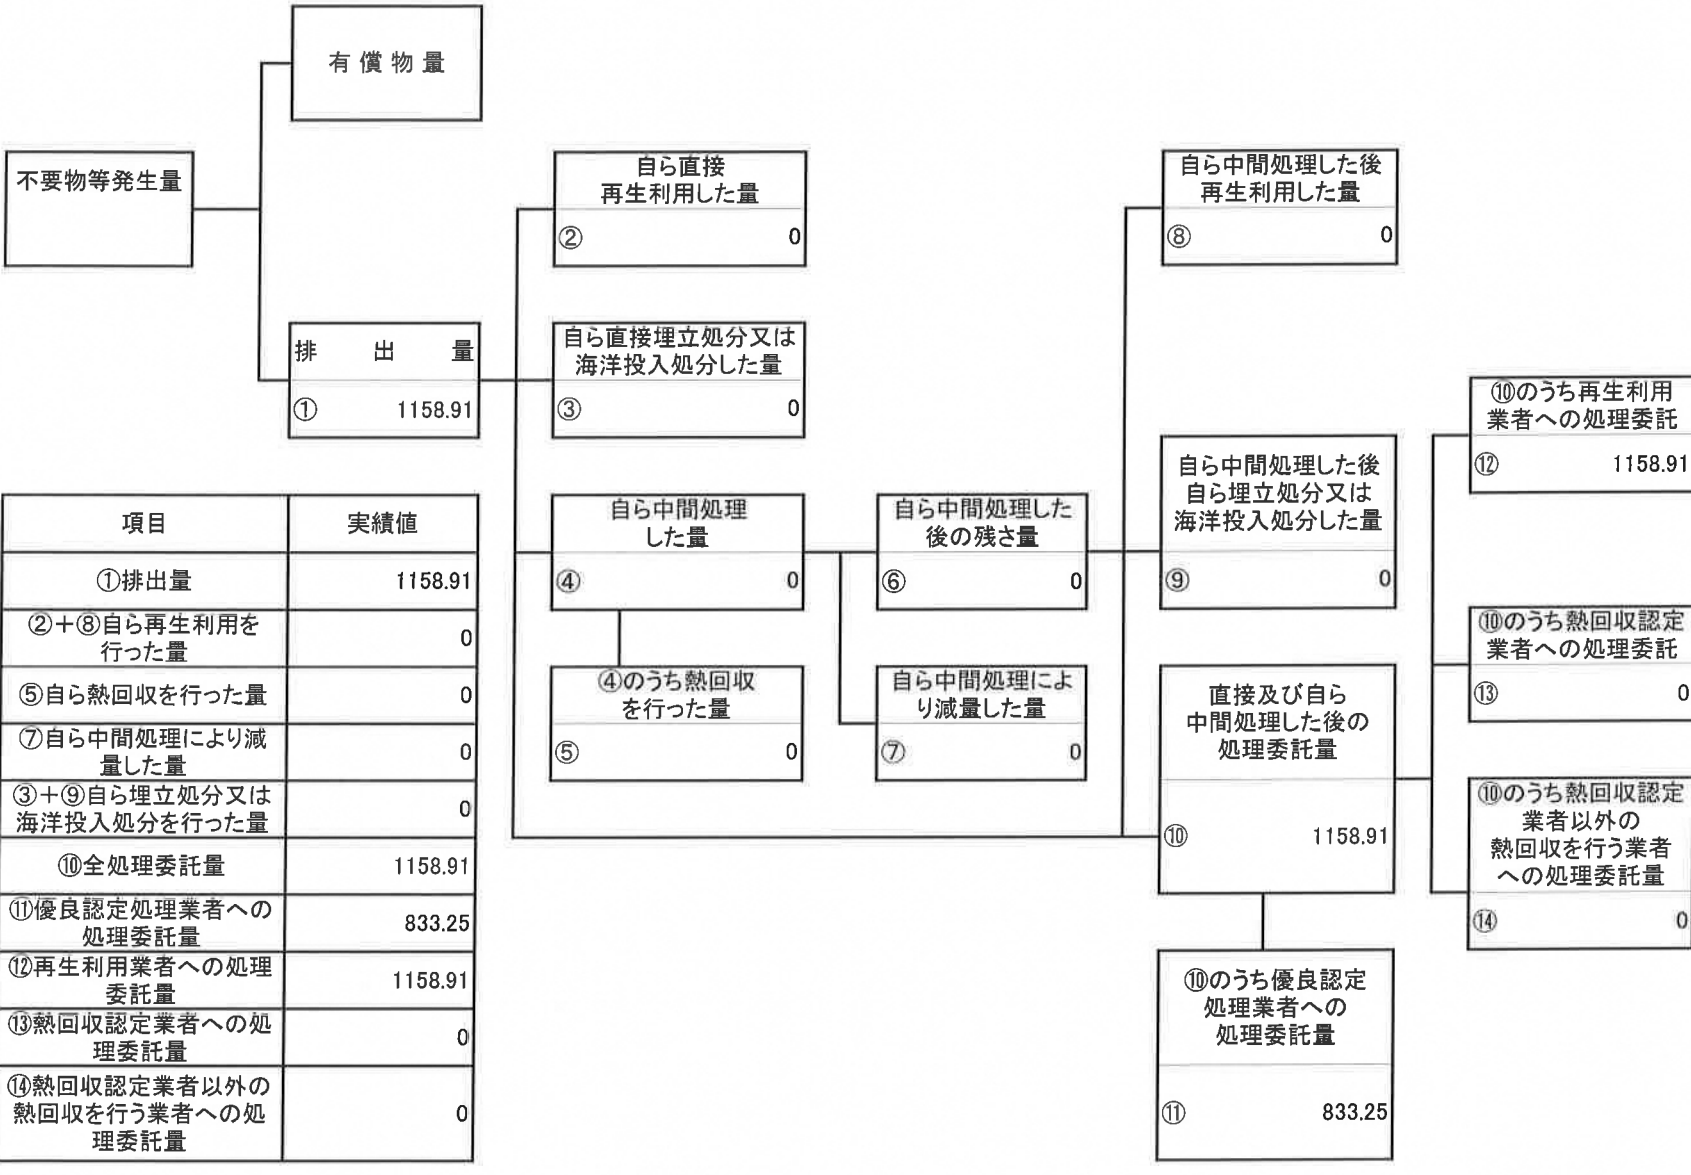 有償物量
不要物等発生量
排出量
① 1158.91
自ら直接
再生利用した量
② 0
自ら直接埋立処分又は
海洋投入処分した量
③ 0
自ら中間処理
した量
④ 0
④のうち熱回収
を行った量
⑤ 0
自ら中間処理した
後の残さ量
⑥ 0
自ら中間処理によ
り減量した量
⑦ 0
自ら中間処理した後
再生利用した量
⑧ 0
自ら中間処理した後
自ら埋立処分又は
海洋投入処分した量
⑨ 0
直接及び自ら
中間処理した後の
処理委託量
⑩ 1158.91
⑩のうち優良認定
処理業者への
処理委託量
⑪ 833.25
⑩のうち再生利用
業者への処理委託
⑫ 1158.91
⑩のうち熱回収認定
業者への処理委託
⑬ 0
⑩のうち熱回収認定
業者以外の
熱回収を行う業者
への処理委託量
⑭ 0
項目 実績値
①排出量 1158.91
②+⑧自ら再生利用を
行った量 0
⑤自ら熱回収を行った量 0
⑦自ら中間処理により減
量した量 0
③+⑨自ら埋立処分又は
海洋投入処分を行った量 0
⑩全処理委託量 1158.91
⑪優良認定処理業者への
処理委託量 833.25
⑫再生利用業者への処理
委託量 1158.91
⑬熱回収認定業者への処
理委託量 0
⑭熱回収認定業者以外の
熱回収を行う業者への処
理委託量 0